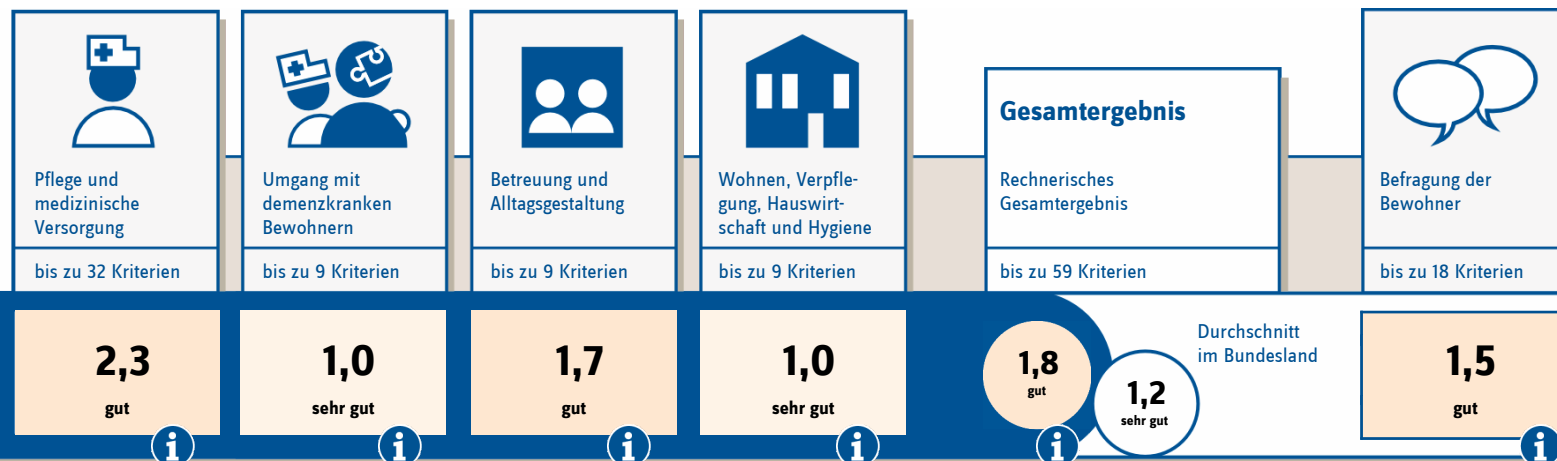 Pflege und
medizinische
Versorgung
bis zu 32 Kriterien
2,3
gut
i
Umgang mit
demenzkranken
Bewohnern
bis zu 9 Kriterien
1,0
sehr gut
i
Betreuung und
Alltagsgestaltung
bis zu 9 Kriterien
1,7
gut
i
Wohnen, Verpfle-
gung, Hauswirt-
schaft und Hygiene
bis zu 9 Kriterien
1,0
sehr gut
i
Gesamtergebnis
Rechnerisches
Gesamtergebnis
bis zu 59 Kriterien
1,8
gut
i
1,2
sehr gut
Durchschnitt
im Bundesland
Befragung der
Bewohner
bis zu 18 Kriterien
1,5
gut
i